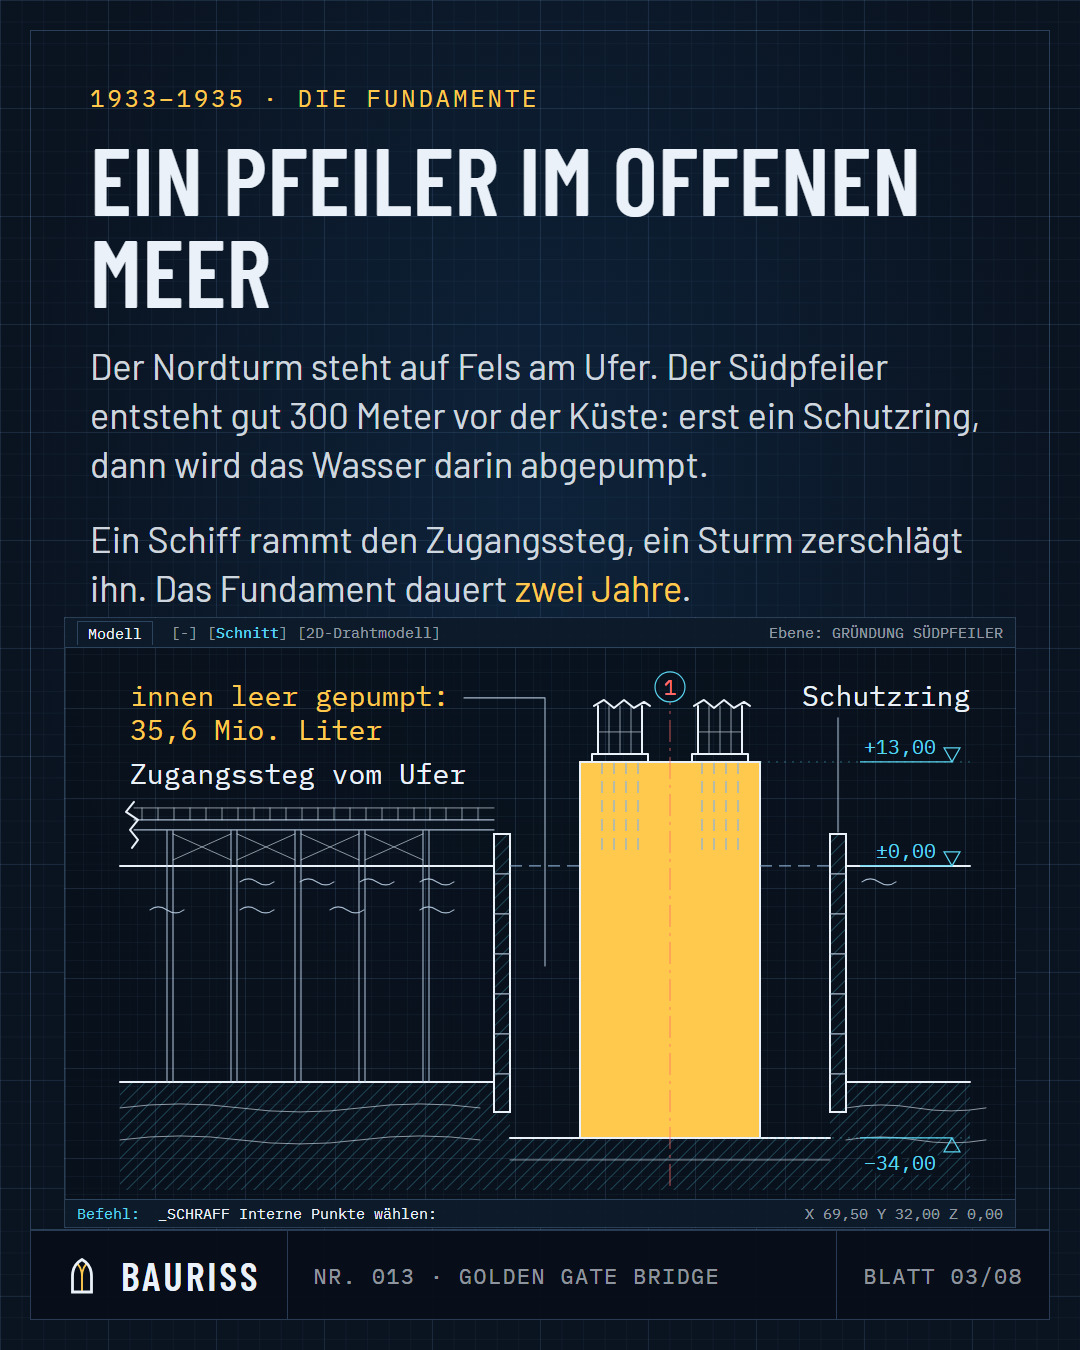 1933–1935 · DIE FUNDAMENTE
EIN PFEILER IM OFFENEN
MEER
Der Nordturm steht auf Fels am Ufer. Der Südpfeiler
entsteht gut 300 Meter vor der Küste: erst ein Schutzring,
dann wird das Wasser darin abgepumpt.
Ein Schiff rammt den Zugangssteg, ein Sturm zerschlägt
ihn. Das Fundament dauert zwei Jahre.
Modell [-] [Schnitt] [2D-Drahtmodell] Ebene: GRÜNDUNG SÜDPFEILER
innen leer gepumpt:
35,6 Mio. Liter
Zugangssteg vom Ufer
1
Schutzring
+13,00
±0,00
−34,00
Befehl: _SCHRAFF Interne Punkte wählen: X 69,50 Y 32,00 Z 0,00
BAURISS NR. 013 · GOLDEN GATE BRIDGE BLATT 03/08